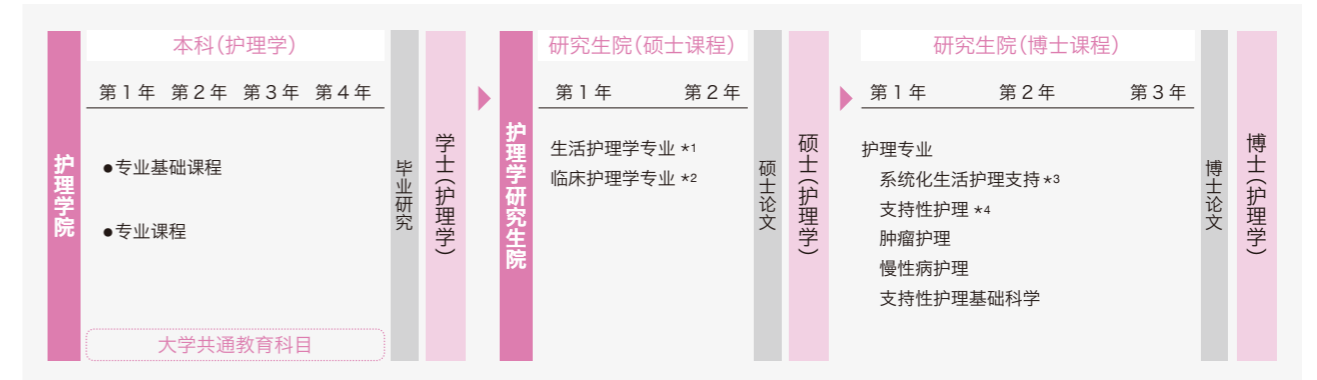 护理学院
本科(护理学)
第1年 第2年 第3年 第4年
●专业基础课程
●专业课程
大学共通教育科目
毕业研究
学士(护理学)
护理学研究生院
研究生院(硕士课程)
第1年 第2年
生活护理学专业 *1
临床护理学专业 *2
硕士论文
硕士(护理学)
研究生院(博士课程)
第1年 第2年 第3年
护理专业
系统化生活护理支持*3
支持性护理 *4
肿瘤护理
慢性病护理
支持性护理基础科学
博士论文
博士(护理学)